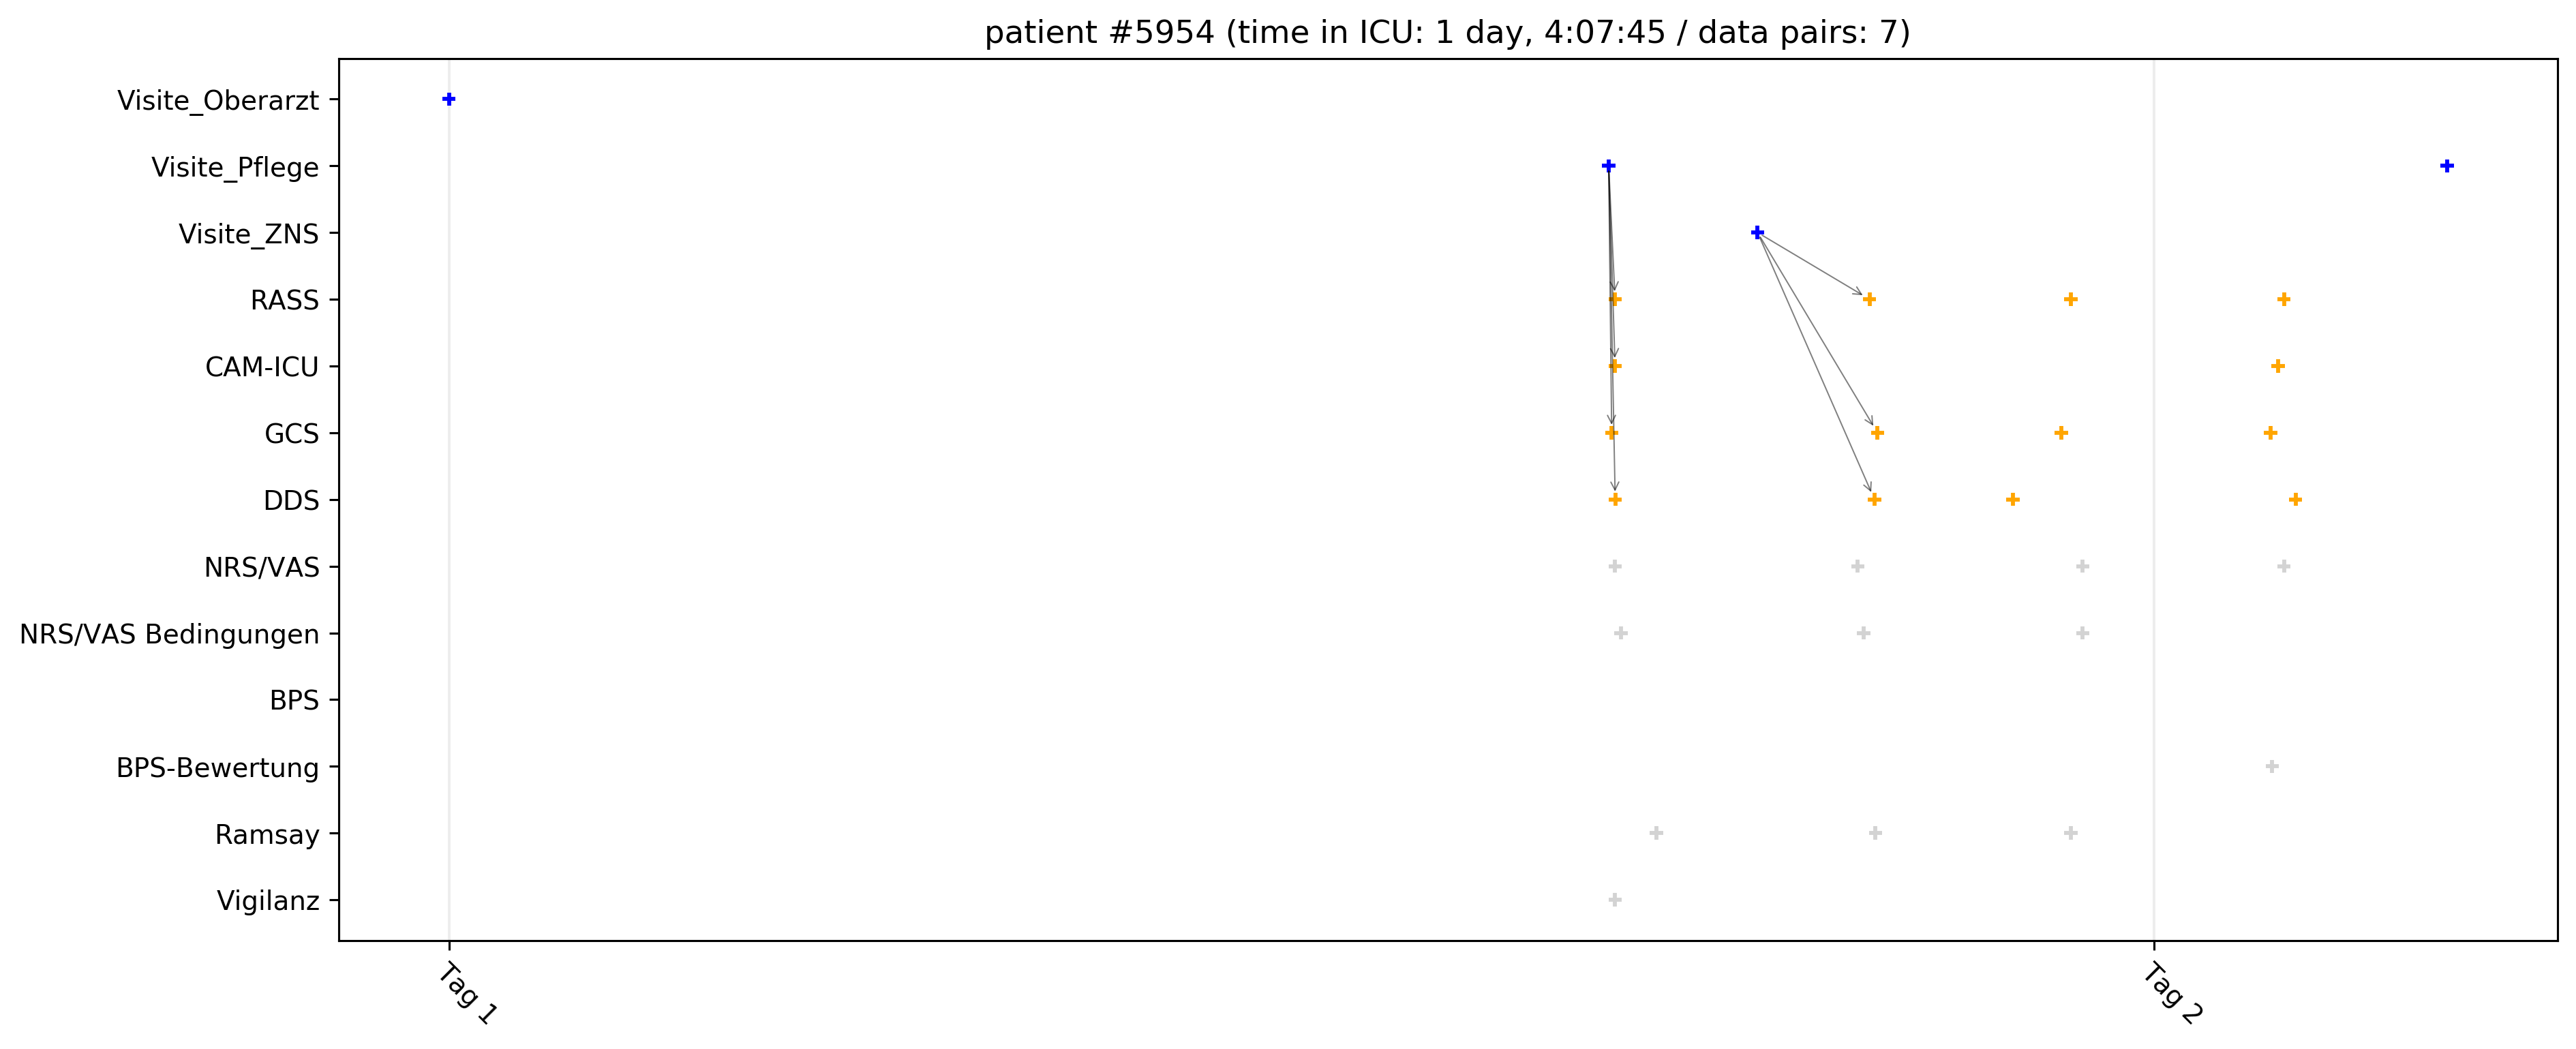 patient #5954 (time in ICU: 1 day, 4:07:45 / data pairs: 7)
Visite_Oberarzt
Visite_Pflege
Visite_ZNS
RASS
CAM-ICU
GCS
DDS
NRS/VAS
NRS/VAS Bedingungen
BPS
BPS-Bewertung
Ramsay
Vigilanz
Tag 1
Tag 2